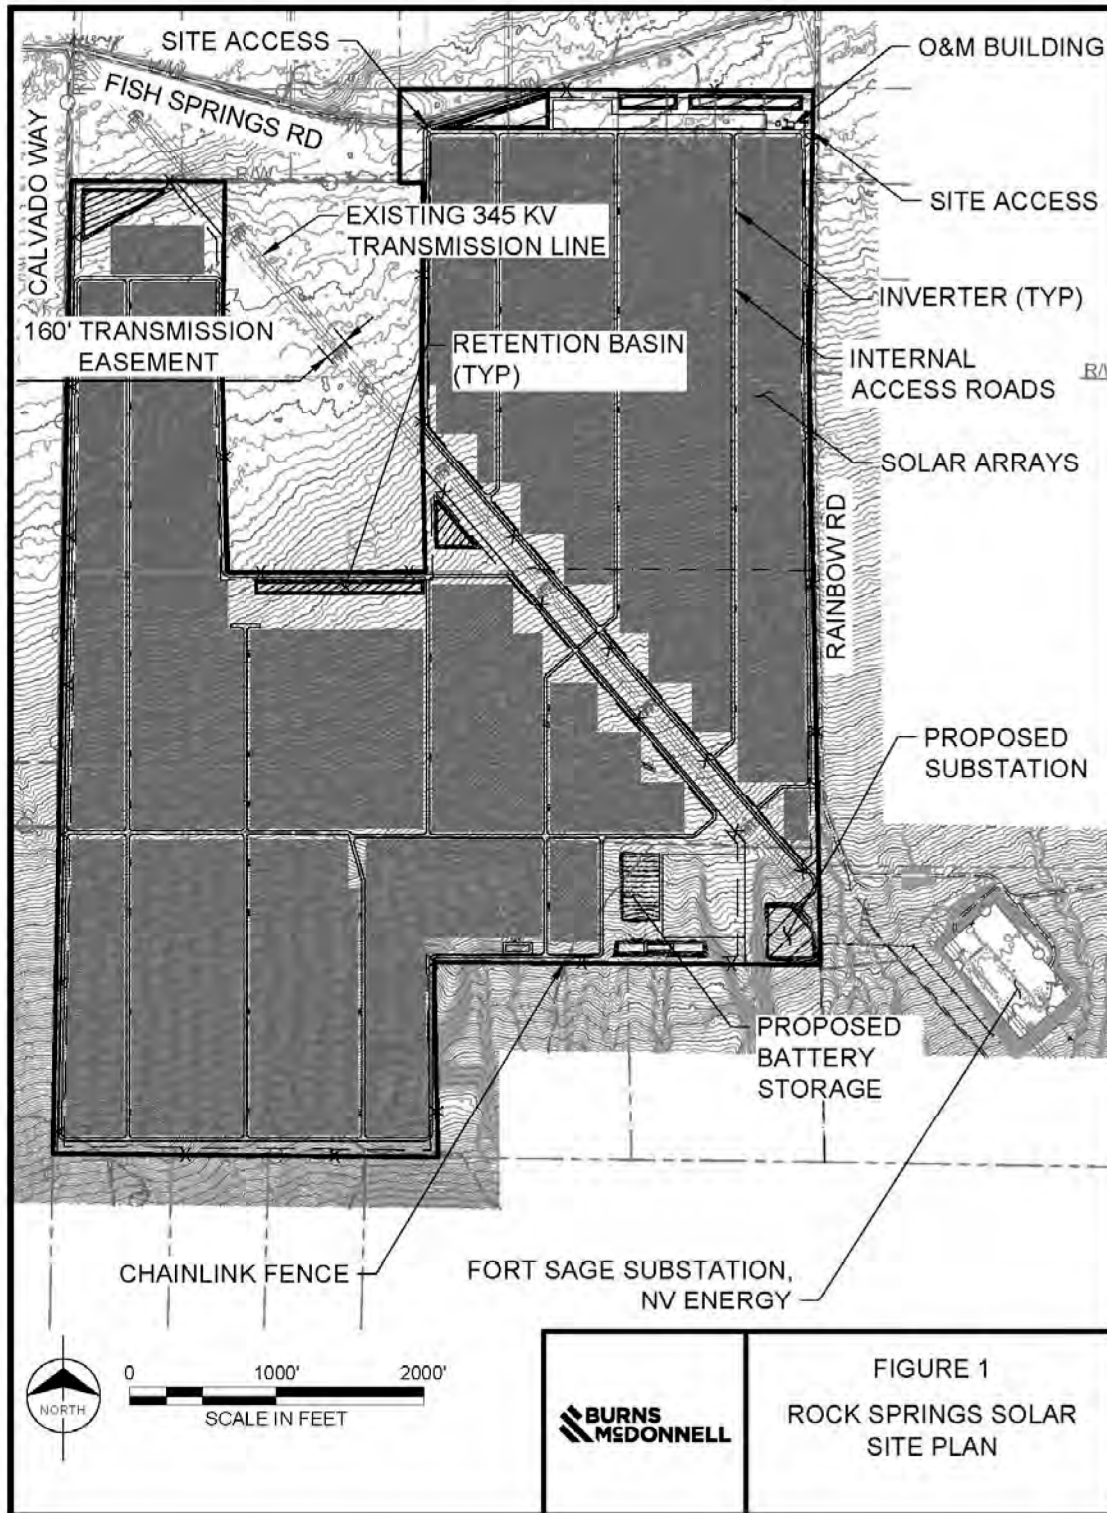 SITE ACCESS
O&M BUILDING
FISH SPRINGS RD
CALVADO WAY
R/W
SITE ACCESS
EXISTING 345 KV
TRANSMISSION LINE
INVERTER (TYP)
160' TRANSMISSION
EASEMENT
RETENTION BASIN
(TYP)
INTERNAL
ACCESS ROADS
SOLAR ARRAYS
RAINBOW RD
PROPOSED
SUBSTATION
PROPOSED
BATTERY
STORAGE
CHAINLINK FENCE
FORT SAGE SUBSTATION,
NV ENERGY
NORTH
0 1000' 2000'
SCALE IN FEET
BURNS
McDONNELL
FIGURE 1
ROCK SPRINGS SOLAR
SITE PLAN